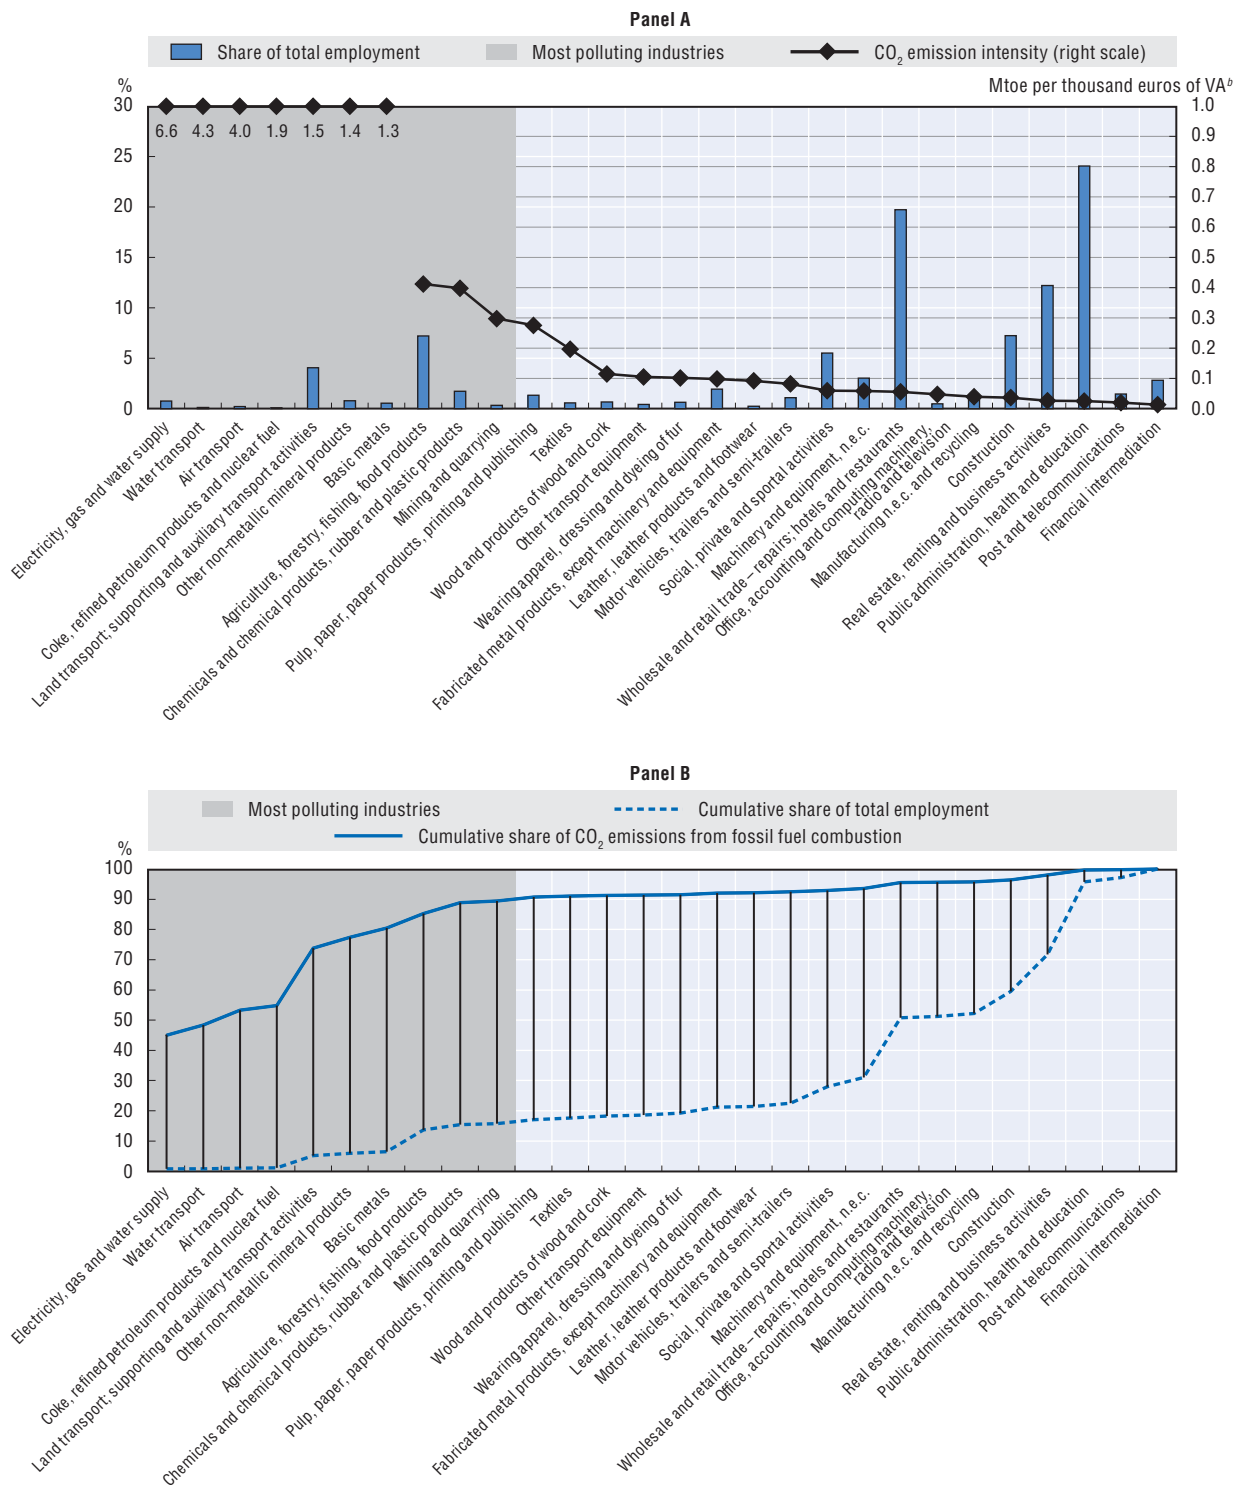 Panel A
Share of total employment
Most polluting industries
CO2 emission intensity (right scale)
%
Mtoe per thousand euros of VAb
30
25
20
15
10
5
0
1.0
0.9
0.8
0.7
0.6
0.5
0.4
0.3
0.2
0.1
0.0
6.6 4.3 4.0 1.9 1.5 1.4 1.3
Electricity, gas and water supply
Water transport
Air transport
Coke, refined petroleum products and nuclear fuel
Land transport; supporting and auxiliary transport activities
Other non-metallic mineral products
Basic metals
Agriculture, forestry, fishing, food products
Chemicals and chemical products, rubber and plastic products
Mining and quarrying
Pulp, paper, paper products, printing and publishing
Textiles
Wood and products of wood and cork
Other transport equipment
Wearing apparel, dressing and dyeing of fur
Fabricated metal products, except machinery and equipment
Leather, leather products and footwear
Motor vehicles, trailers and semi-trailers
Social, private and sportal activities
Machinery and equipment, n.e.c.
Wholesale and retail trade – repairs; hotels and restaurants
Office, accounting and computing machinery,
radio and television
Manufacturing n.e.c. and recycling
Construction
Real estate, renting and business activities
Public administration, health and education
Post and telecommunications
Financial intermediation
Panel B
Most polluting industries
Cumulative share of total employment
Cumulative share of CO2 emissions from fossil fuel combustion
%
100
90
80
70
60
50
40
30
20
10
0
Electricity, gas and water supply
Water transport
Air transport
Coke, refined petroleum products and nuclear fuel
Land transport; supporting and auxiliary transport activities
Other non-metallic mineral products
Basic metals
Agriculture, forestry, fishing, food products
Chemicals and chemical products, rubber and plastic products
Mining and quarrying
Pulp, paper, paper products, printing and publishing
Textiles
Wood and products of wood and cork
Other transport equipment
Wearing apparel, dressing and dyeing of fur
Fabricated metal products, except machinery and equipment
Leather, leather products and footwear
Motor vehicles, trailers and semi-trailers
Social, private and sportal activities
Machinery and equipment, n.e.c.
Wholesale and retail trade – repairs; hotels and restaurants
Office, accounting and computing machinery,
radio and television
Manufacturing n.e.c. and recycling
Construction
Real estate, renting and business activities
Public administration, health and education
Post and telecommunications
Financial intermediation